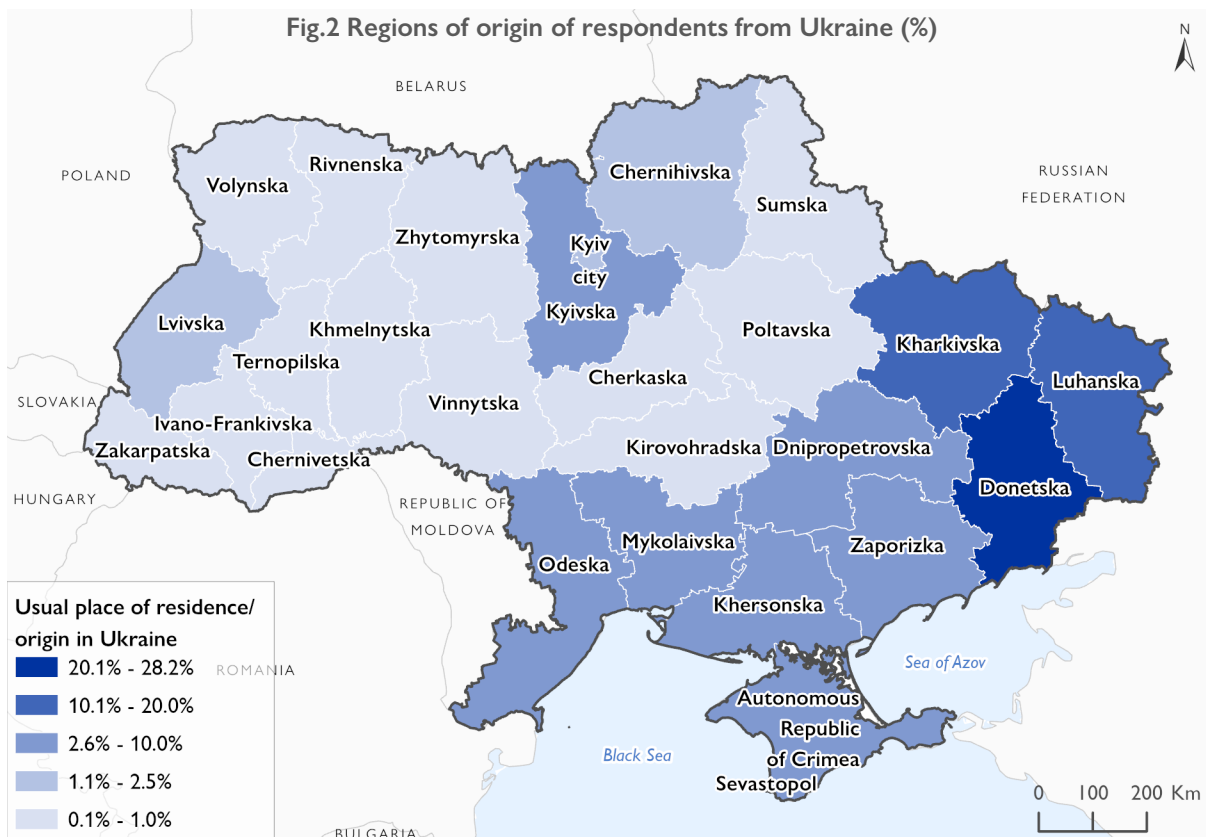 Fig.2 Regions of origin of respondents from Ukraine (%)
N
BELARUS
POLAND
RUSSIAN
FEDERATION
Volynska
Rivnenska
Zhytomyrska
Chernihivska
Sumska
Kyiv
city
Kyivska
Lvivska
Khmelnytska
Ternopilska
Poltavska
Kharkivska
Luhanska
Cherkaska
Vinnytska
SLOVAKIA
Ivano-Frankivska
Zakarpatska
Chernivetska
Kirovohradska
Dnipropetrovska
Donetska
HUNGARY
REPUBLIC OF
MOLDOVA
Mykolaivska
Zaporizka
Odeska
Khersonska
Usual place of residence/
origin in Ukraine
20.1% - 28.2%
10.1% - 20.0%
2.6% - 10.0%
1.1% - 2.5%
0.1% - 1.0%
ROMANIA
Sea of Azov
Autonomous
Republic
of Crimea
Sevastopol
Black Sea
0 100 200 Km
BULGARIA